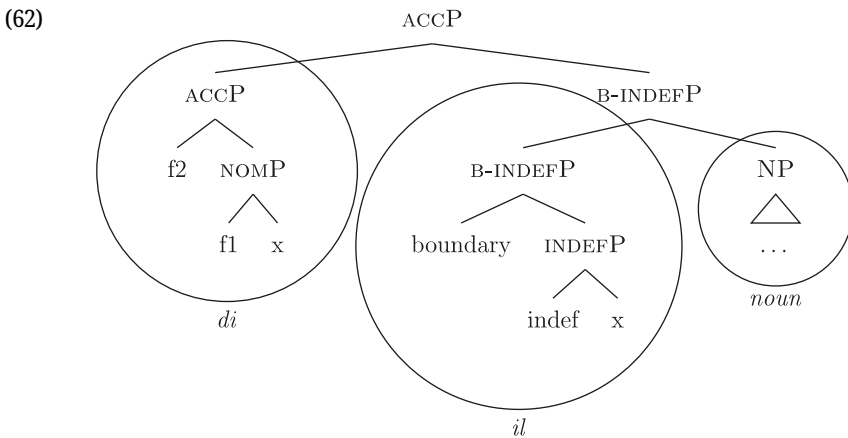 (62)
ACCP
ACCP B-INDEFP
f2 NOMP B-INDEFP NP
f1 x boundary INDEFP ...
di indef x noun
il